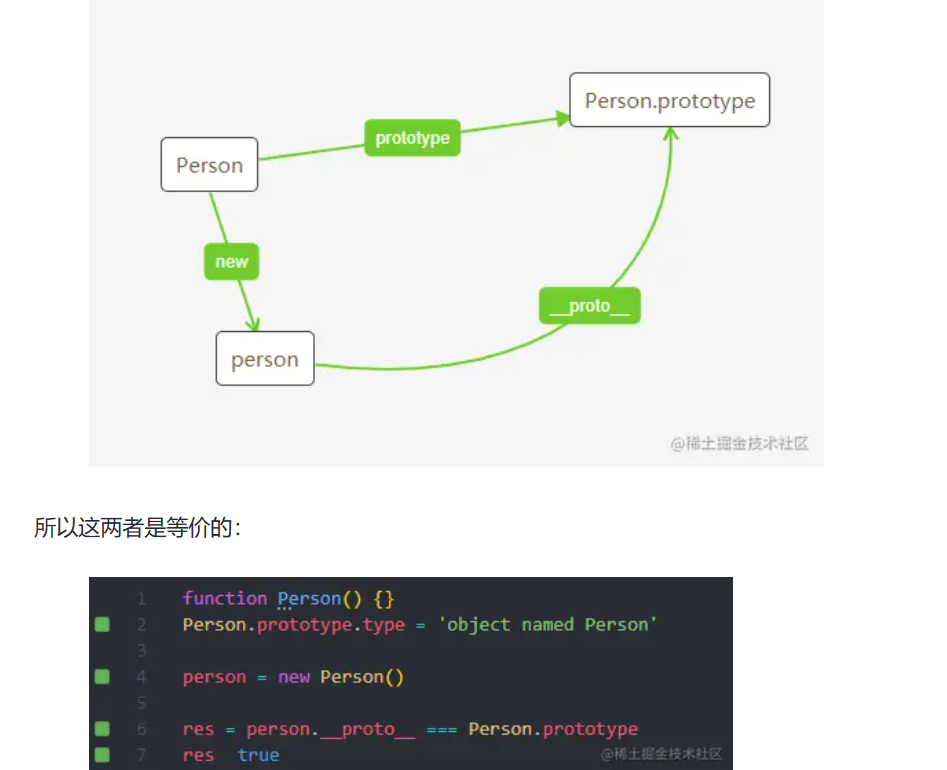 Person.prototype
prototype
Person
new
__proto__
person
@稀土掘金技术社区
所以这两者是等价的：
1 function Person() {}
2 Person.prototype.type = 'object named Person'
3
4 person = new Person()
5
6 res = person.__proto__ === Person.prototype
7 res true
@稀土掘金技术社区